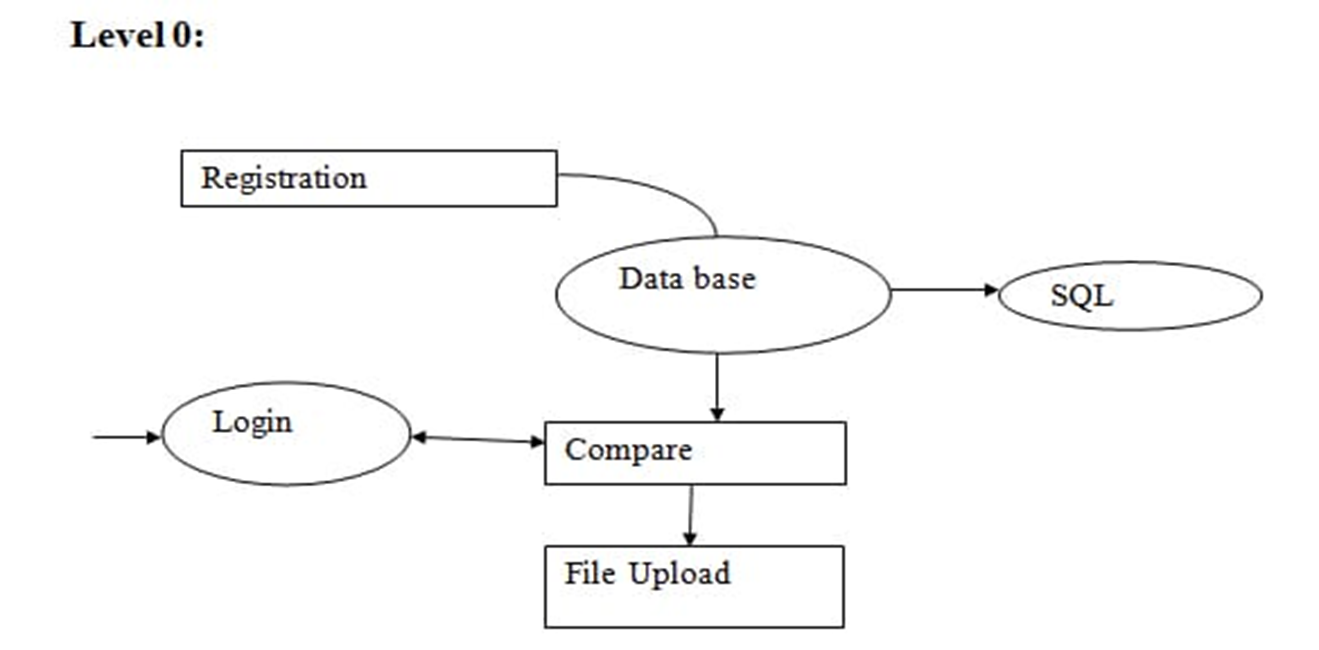 Level 0:
Registration
Data base
SQL
Login
Compare
File Upload